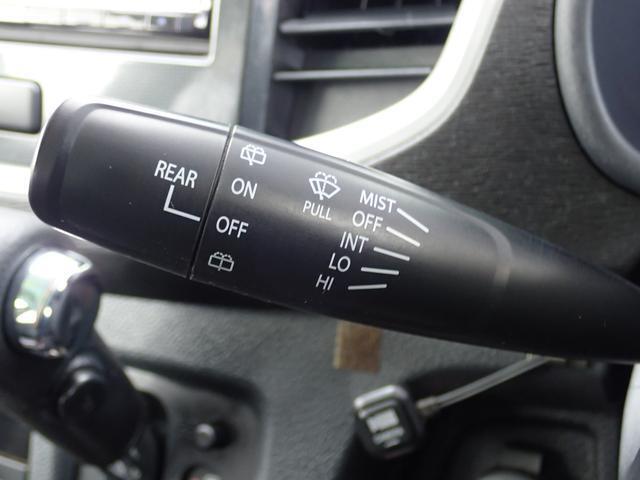 REAR
ON
OFF
PULL
MIST
OFF
INT
LO
HI